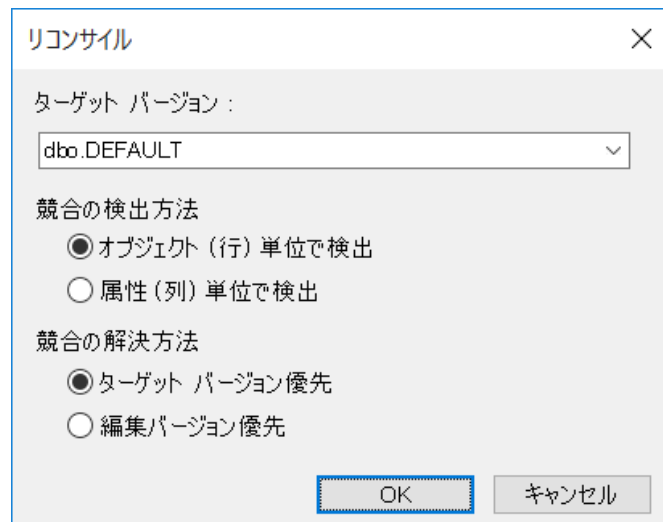 リコンサイル
ターゲット バージョン :
dbo.DEFAULT
競合の検出方法
オブジェクト (行) 単位で検出
属性 (列) 単位で検出
競合の解決方法
ターゲット バージョン優先
編集バージョン優先
OK キャンセル